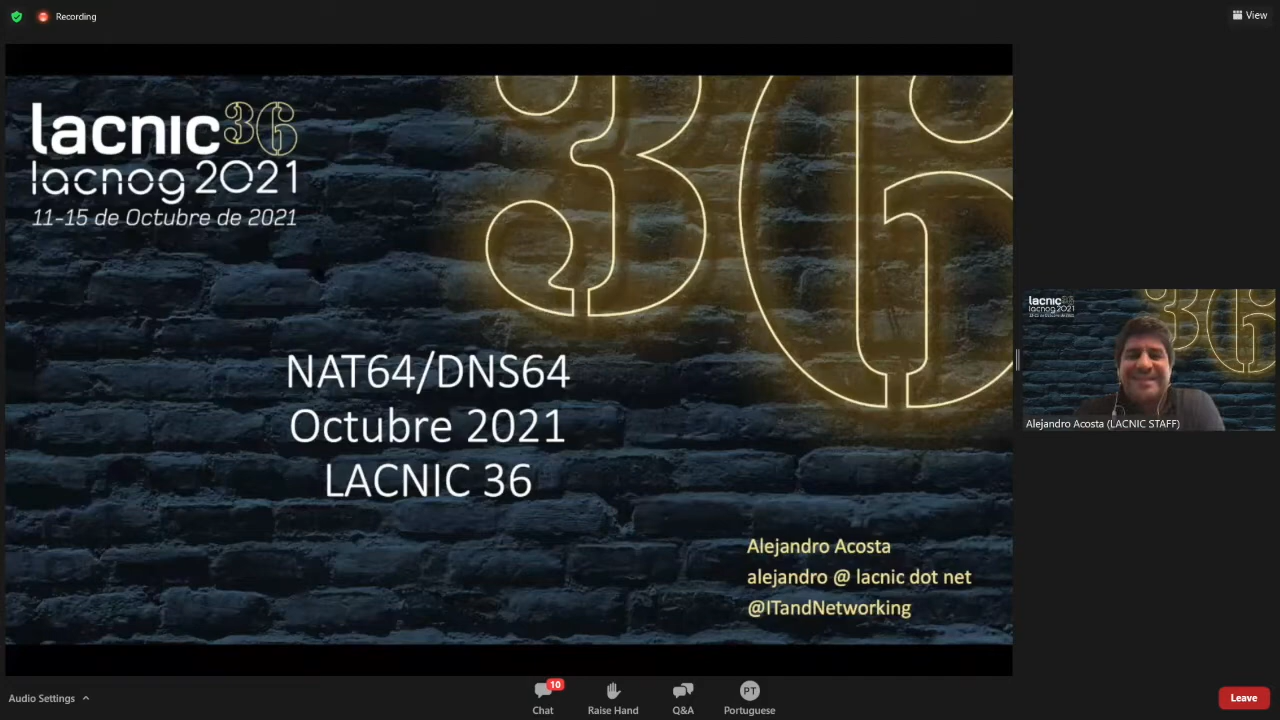 Recording
View
lacnic36
lacnog 2021
11-15 de Octubre de 2021
36
NAT64/DNS64
Octubre 2021
LACNIC 36
Alejandro Acosta
alejandro @ lacnic dot net
@ITandNetworking
lacnic36
lacnog 2021
36
Alejandro Acosta (LACNIC STAFF)
Audio Settings
10
Chat
Raise Hand
Q&A
PT
Portuguese
Leave